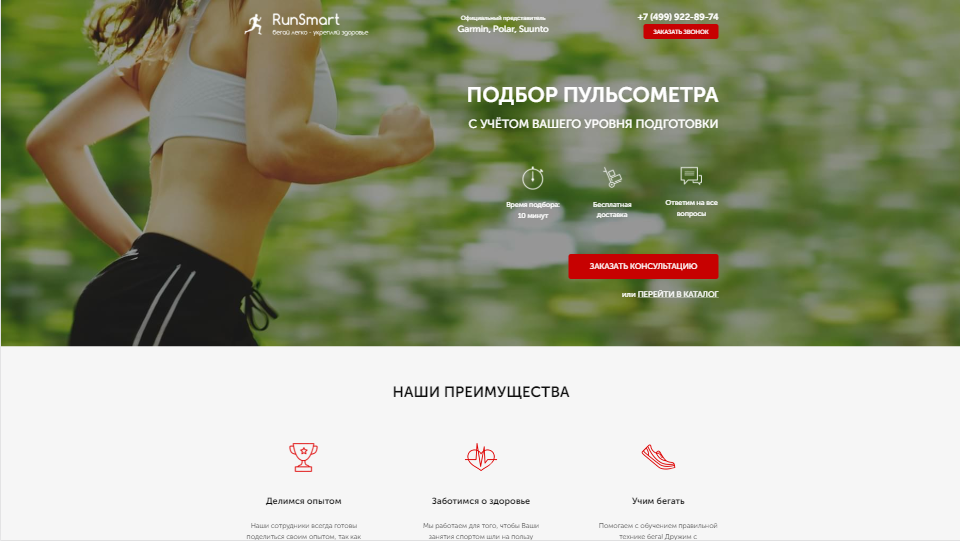 RunSmart
бегай легко - укрепляй здоровье
Официальный представитель
Garmin, Polar, Suunto
+7 (499) 922-89-74
ЗАКАЗАТЬ ЗВОНОК
ПОДБОР ПУЛЬСОМЕТРА
С УЧЁТОМ ВАШЕГО УРОВНЯ ПОДГОТОВКИ
Время подбора:
10 минут
Бесплатная
доставка
Ответим на все
вопросы
ЗАКАЗАТЬ КОНСУЛЬТАЦИЮ
или ПЕРЕЙТИ В КАТАЛОГ
НАШИ ПРЕИМУЩЕСТВА
Делимся опытом
Наши сотрудники всегда готовы
поделиться своим опытом, так как
Заботимся о здоровье
Мы работаем для того, чтобы Ваши
занятия спортом шли на пользу
Учим бегать
Помогаем с обучением правильной
технике бега! Дружим с